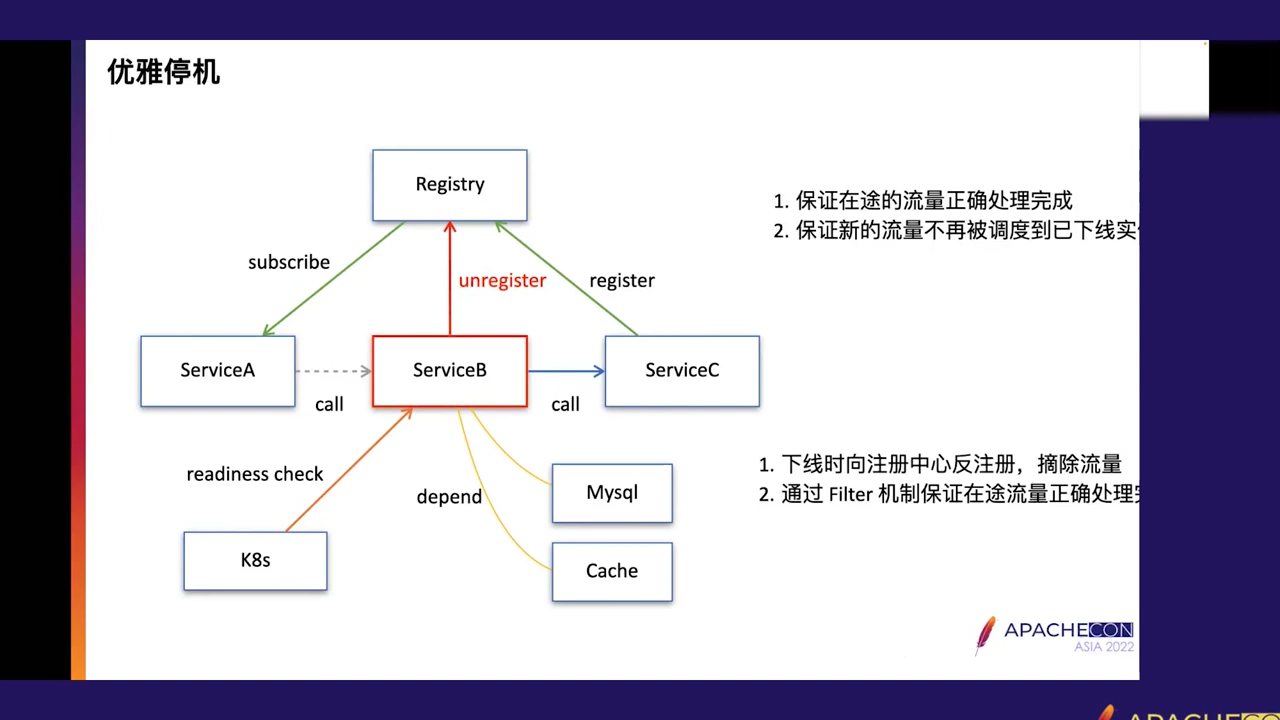 优雅停机
Registry
1. 保证在途的流量正确处理完成
2. 保证新的流量不再被调度到已下线实
subscribe
unregister
register
ServiceA
ServiceB
ServiceC
call
call
readiness check
depend
Mysql
K8s
Cache
1. 下线时向注册中心反注册，摘除流量
2. 通过 Filter 机制保证在途流量正确处理
APACHECON
ASIA 2022